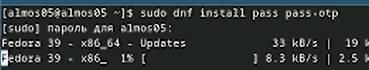 [almos05@almos05 ~]$ sudo dnf install pass pass-otp
[sudo] пароль для almos05:
Fedora 39 - x86_64 - Updates 33 kB/s | 19 k
Fedora 39 - x86_ 1% [ ] 8.3 kB/s | 2.5 k